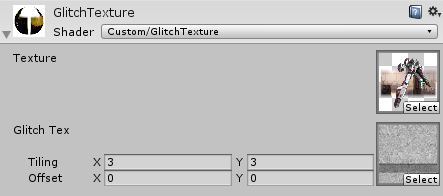 GlitchTexture
Shader Custom/GlitchTexture
Texture
Select
Glitch Tex
Tiling X 3 Y 3
Offset X 0 Y 0
Select